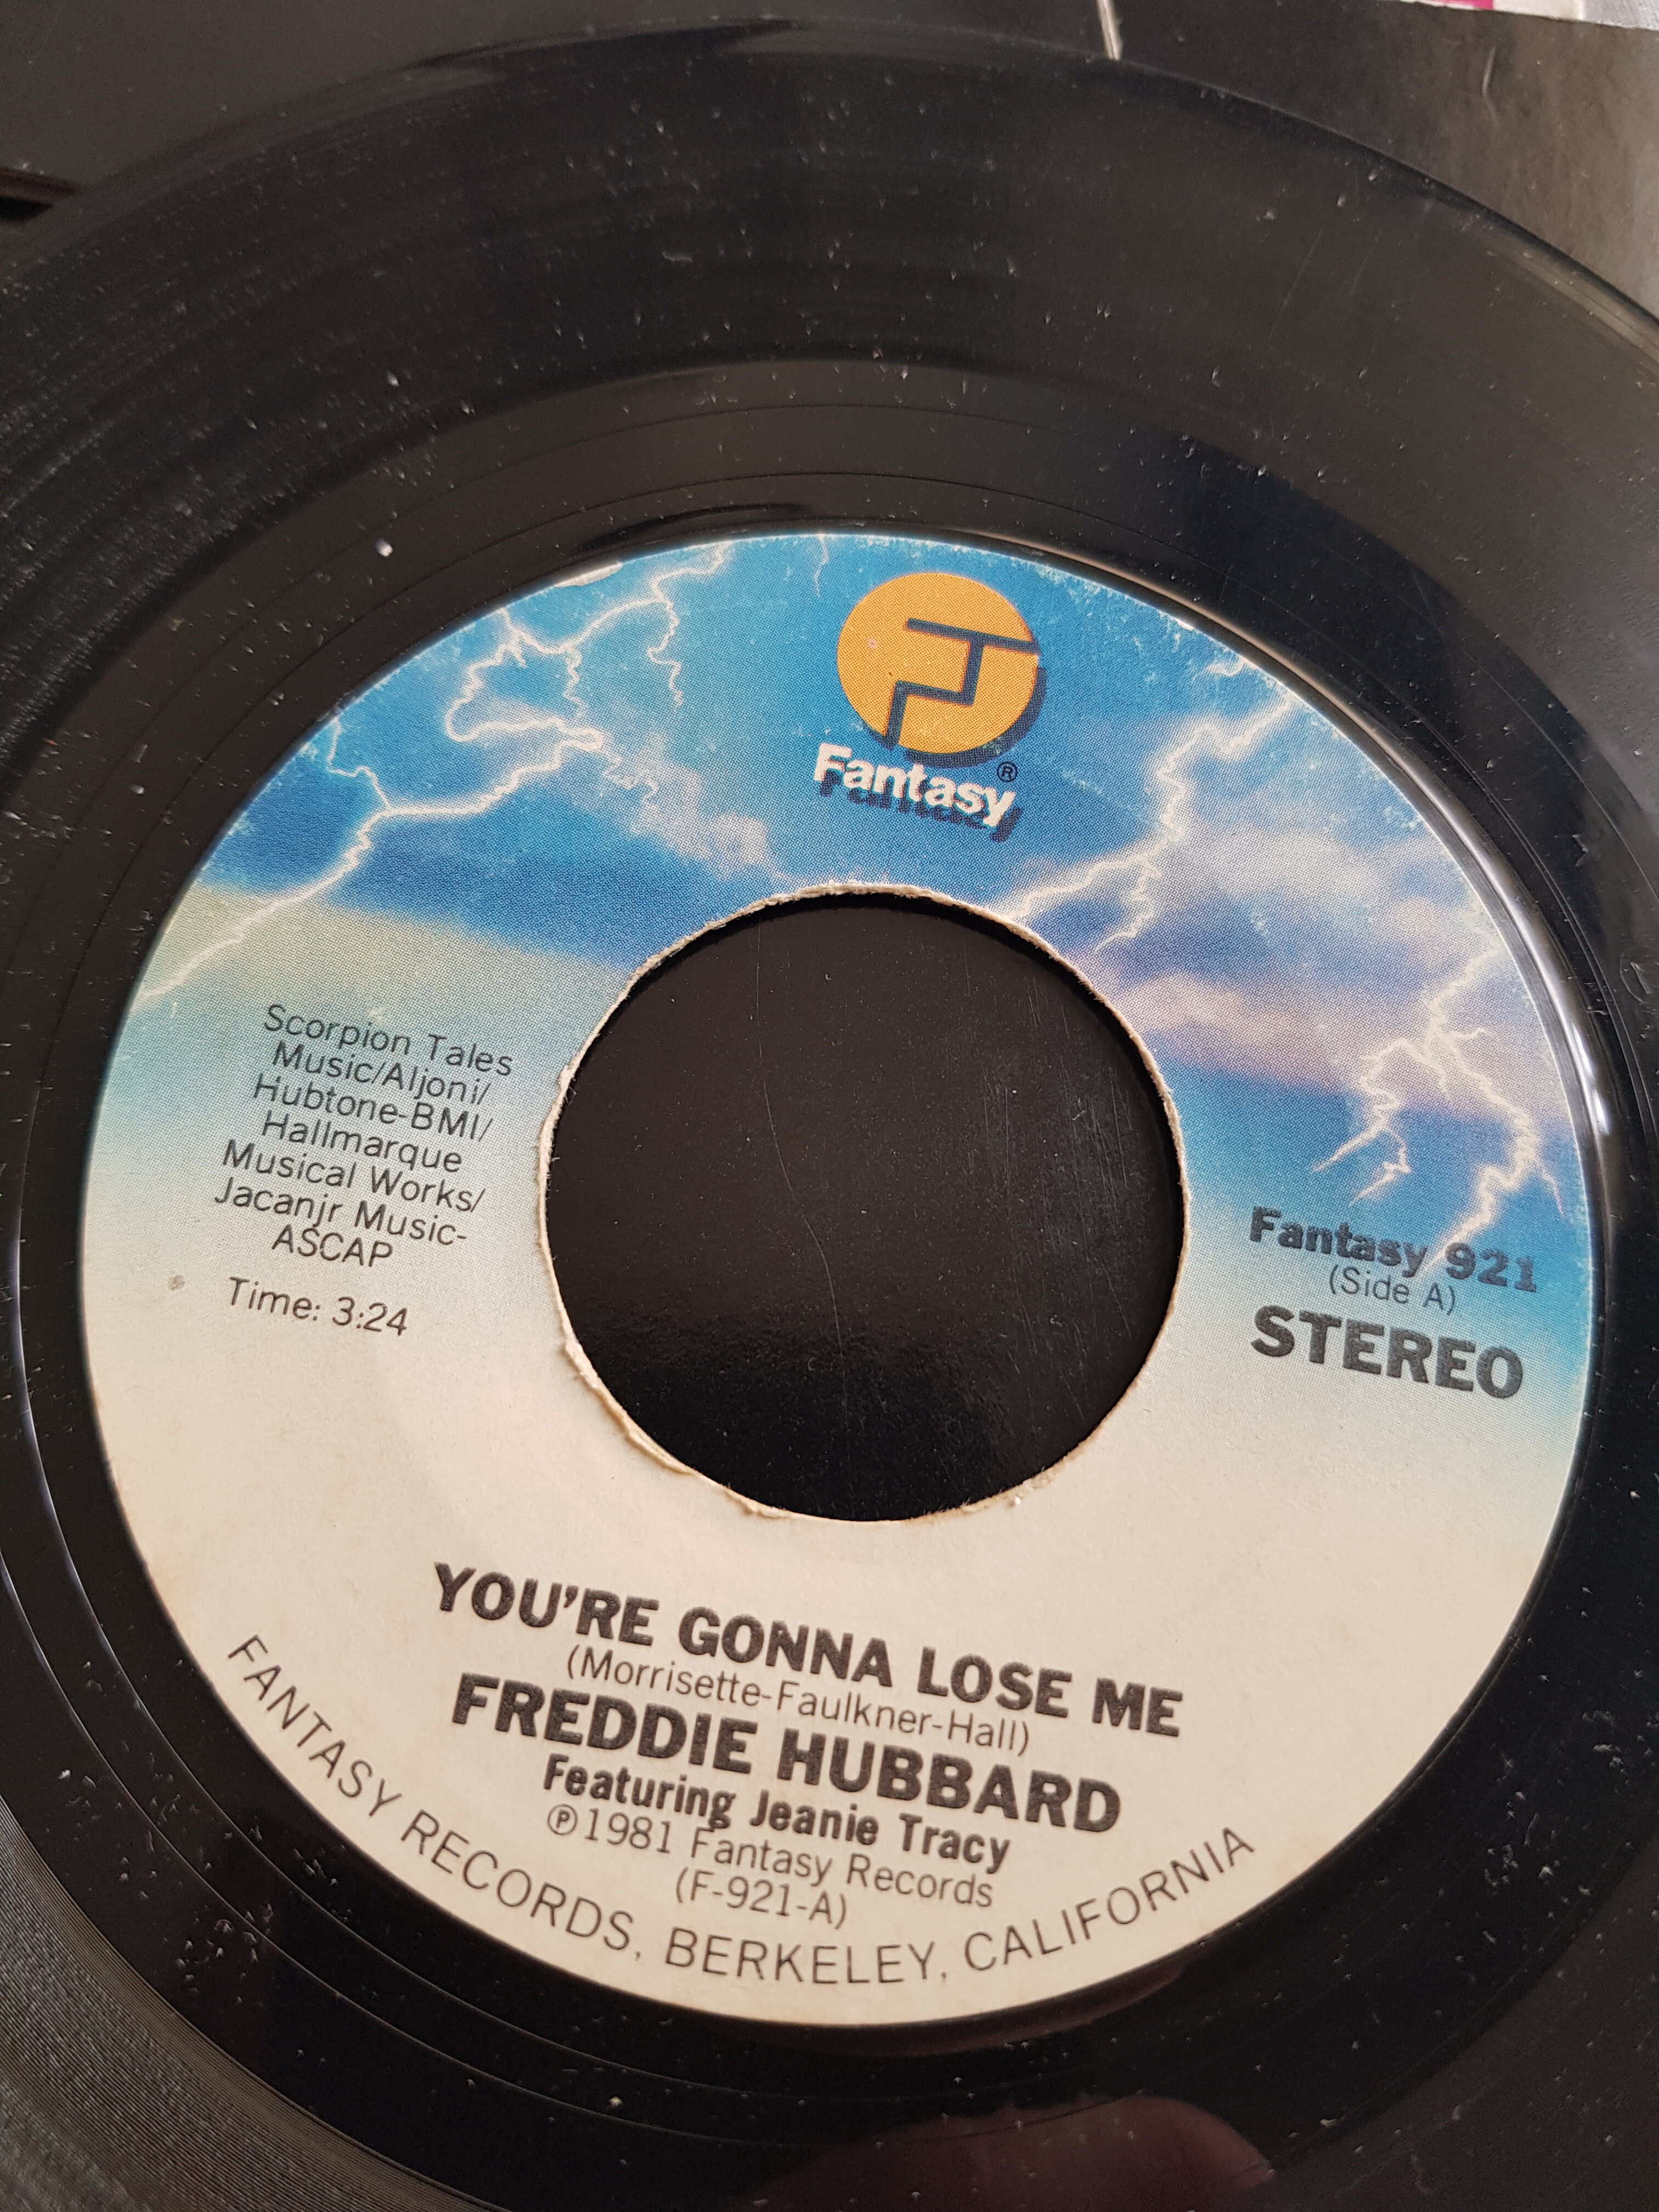 Fantasy®
Scorpion Tales
Music/Aljoni/
Hubtone-BMI/
Hallmarque
Musical Works/
Jacanjr Music-
ASCAP
Time: 3:24
Fantasy 921
(Side A)
STEREO
YOU'RE GONNA LOSE ME
(Morrisette-Faulkner-Hall)
FREDDIE HUBBARD
Featuring Jeanie Tracy
℗1981 Fantasy Records
(F-921-A)
FANTASY RECORDS, BERKELEY, CALIFORNIA